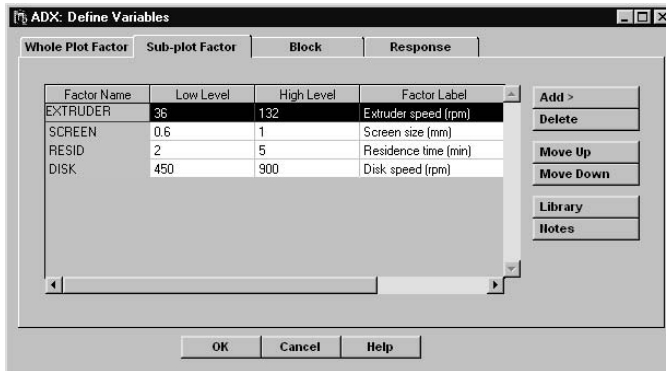 ADX: Define Variables
Whole Plot Factor Sub-plot Factor Block Response
Factor Name Low Level High Level Factor Label
EXTRUDER 36 132 Extruder speed (rpm)
SCREEN 0.6 1 Screen size (mm)
RESID 2 5 Residence time (min)
DISK 450 900 Disk speed (rpm)
Add >
Delete
Move Up
Move Down
Library
Notes
OK Cancel Help